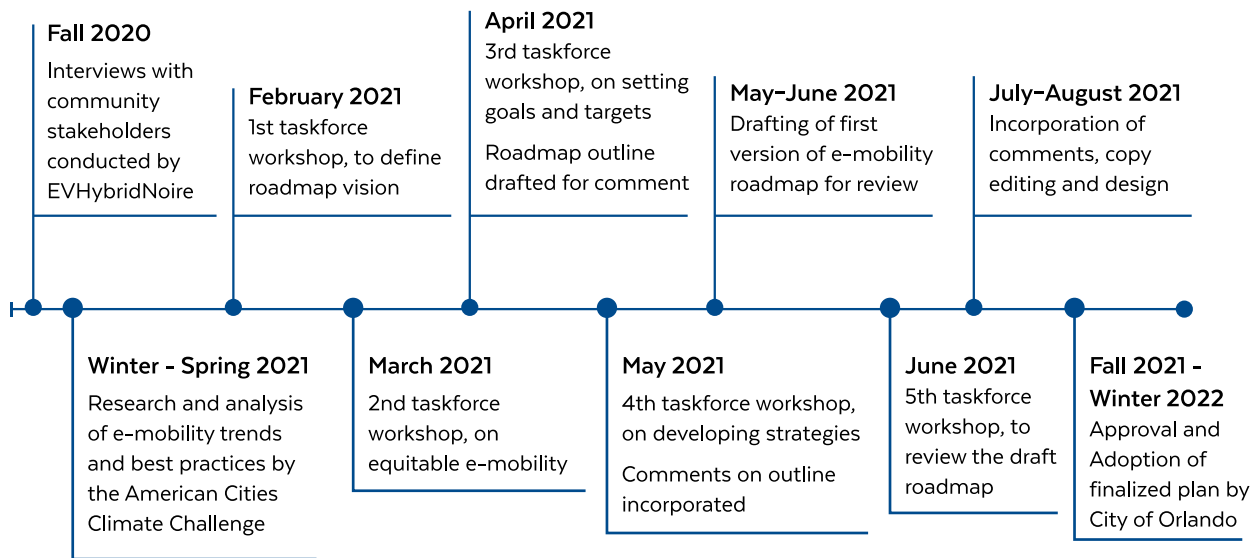 Fall 2020
Interviews with
community
stakeholders
conducted by
EVHybridNoire
February 2021
1st taskforce
workshop, to define
roadmap vision
April 2021
3rd taskforce
workshop, on setting
goals and targets
Roadmap outline
drafted for comment
May–June 2021
Drafting of first
version of e-mobility
roadmap for review
July–August 2021
Incorporation of
comments, copy
editing and design
Winter - Spring 2021
Research and analysis
of e-mobility trends
and best practices by
the American Cities
Climate Challenge
March 2021
2nd taskforce
workshop, on
equitable e-mobility
May 2021
4th taskforce workshop,
on developing strategies
Comments on outline
incorporated
June 2021
5th taskforce
workshop, to
review the draft
roadmap
Fall 2021 -
Winter 2022
Approval and
Adoption of
finalized plan by
City of Orlando